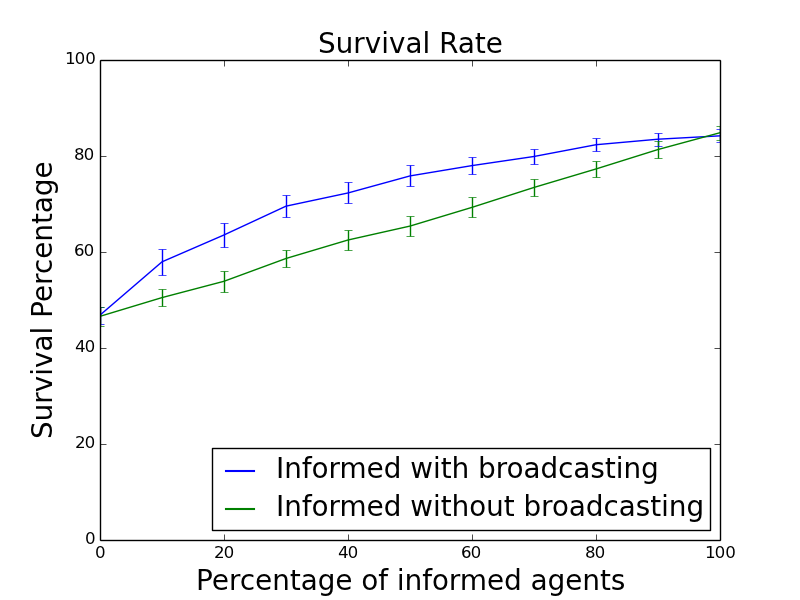 Survival Rate
100
80
60
40
20
0
Survival Percentage
Informed with broadcasting
Informed without broadcasting
0 20 40 60 80 100
Percentage of informed agents